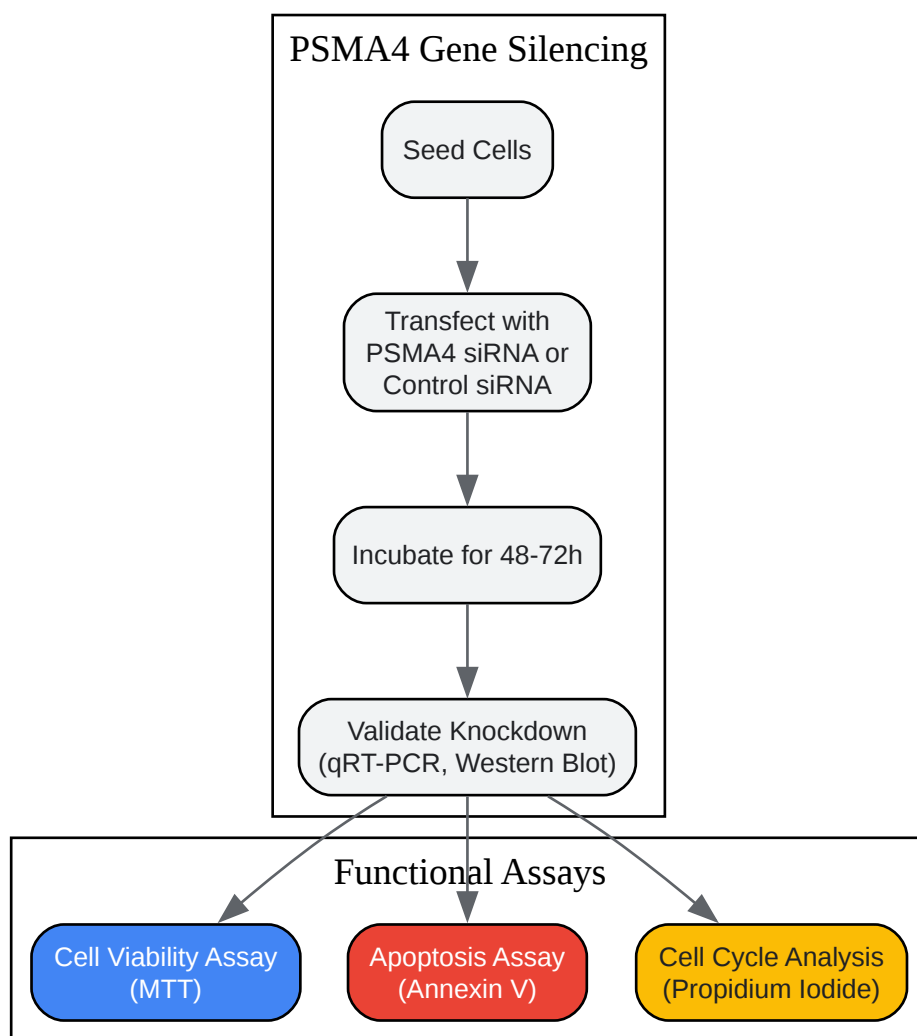 PSMA4 Gene Silencing
Seed Cells
Transfect with
PSMA4 siRNA or
Control siRNA
Incubate for 48-72h
Validate Knockdown
(qRT-PCR, Western Blot)
Functional Assays
Cell Viability Assay
(MTT)
Apoptosis Assay
(Annexin V)
Cell Cycle Analysis
(Propidium Iodide)